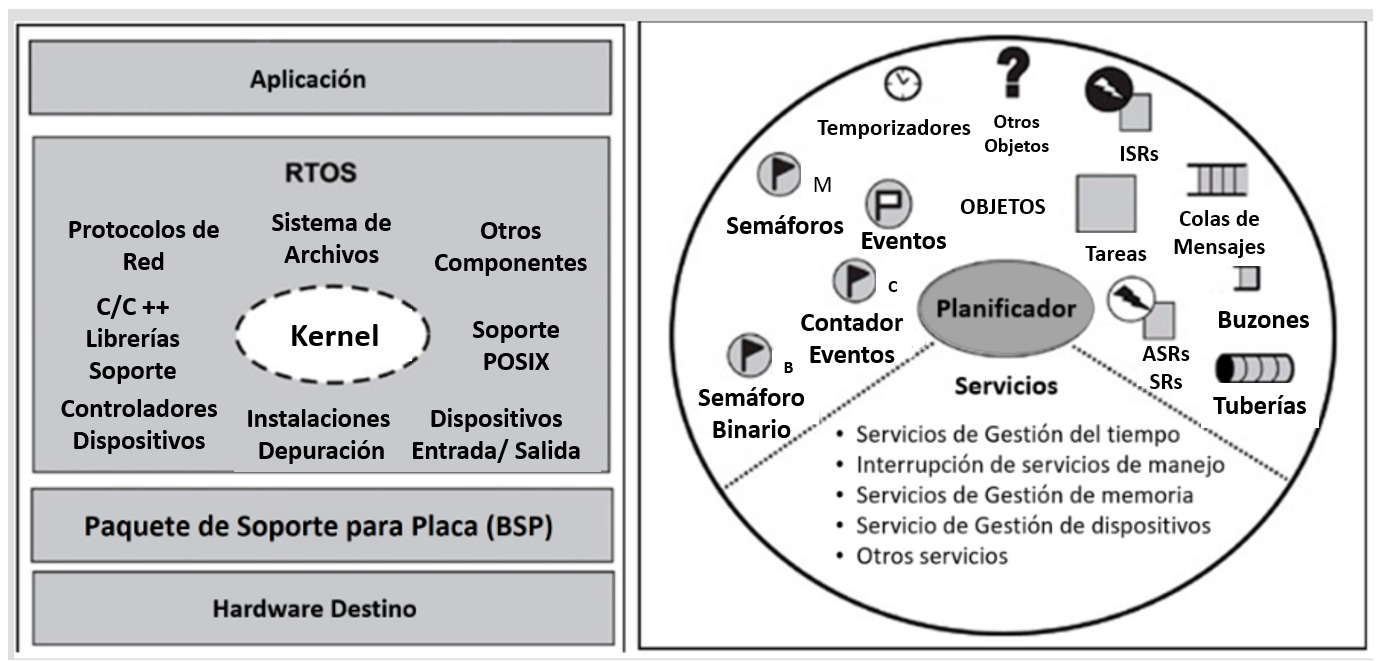 Aplicación
RTOS
Protocolos de
Red
Sistema de
Archivos
Otros
Componentes
C/C ++
Librerías
Soporte
Kernel
Soporte
POSIX
Controladores
Dispositivos
Instalaciones
Depuración
Dispositivos
Entrada/ Salida
Paquete de Soporte para Placa (BSP)
Hardware Destino
Temporizadores
?
Otros
Objetos
ISRs
M
Semáforos
Eventos
OBJETOS
Tareas
Colas de
Mensajes
C
Contador
Eventos
Planificador
ASRs
SRs
Buzones
B
Semáforo
Binario
Tuberías
Servicios
• Servicios de Gestión del tiempo
• Interrupción de servicios de manejo
• Servicios de Gestión de memoria
• Servicio de Gestión de dispositivos
• Otros servicios